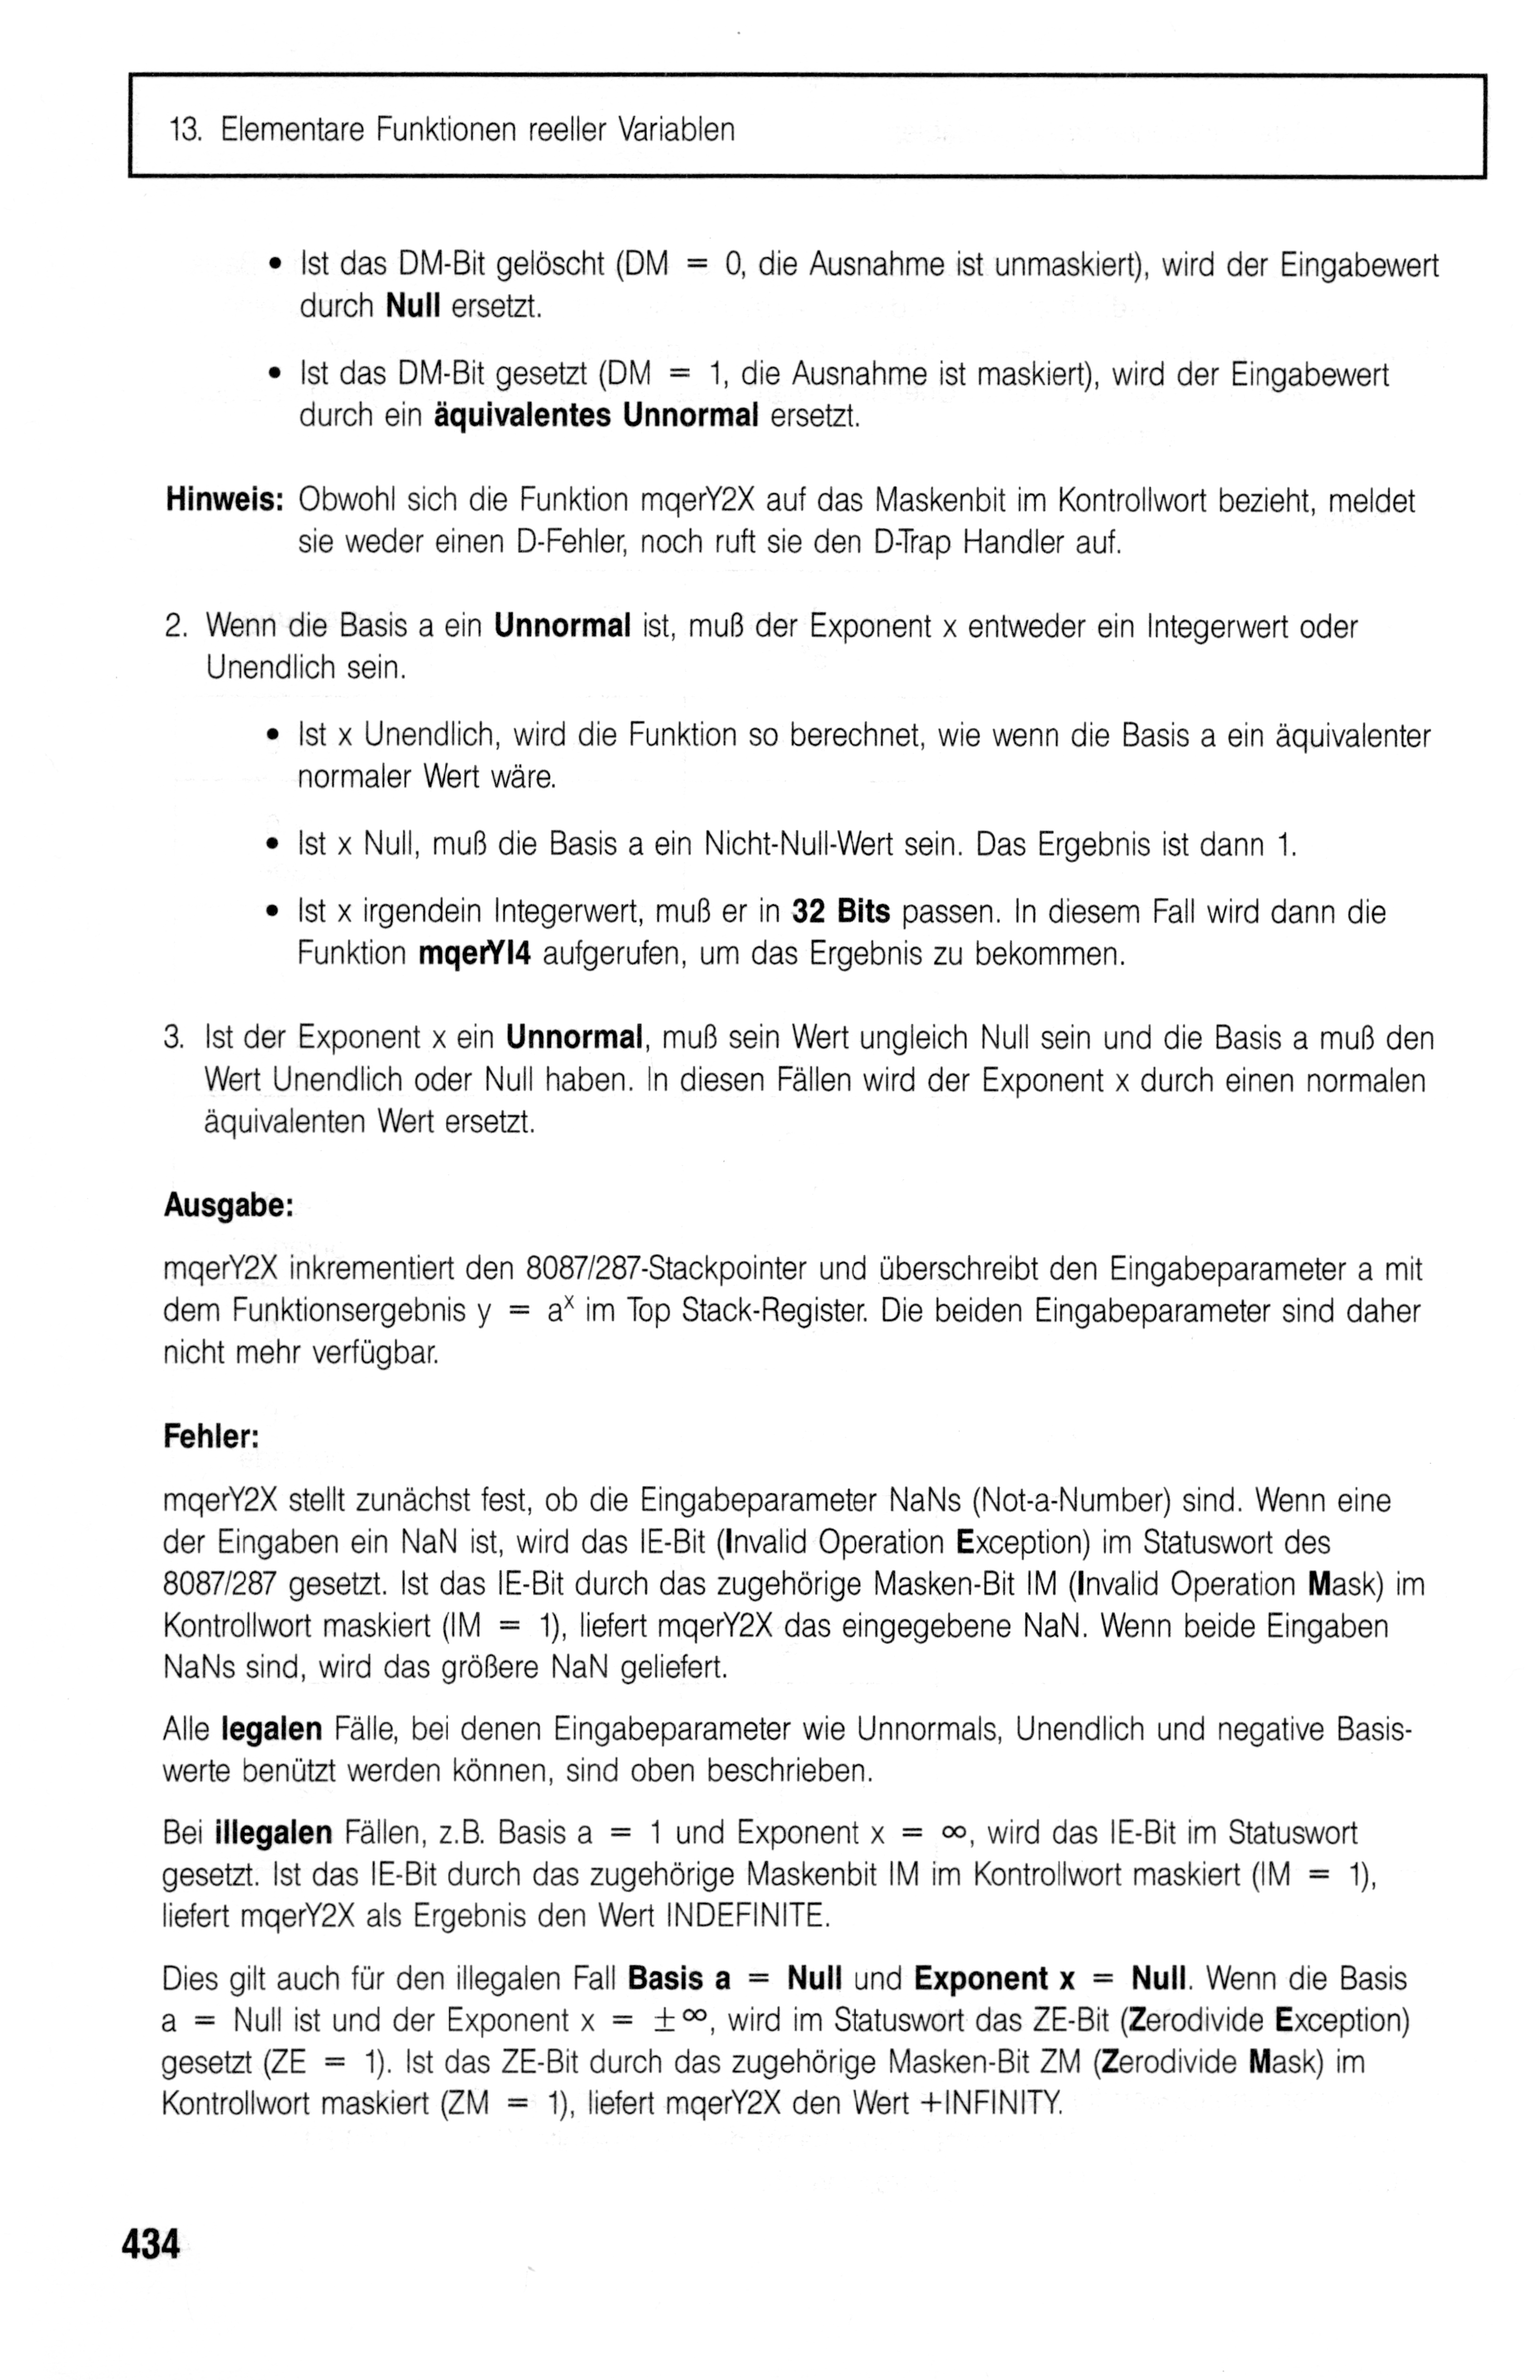 13. Elementare Funktionen reeller Variablen
• Ist das DM-Bit gelöscht (DM = 0, die Ausnahme ist unmaskiert), wird der Eingabewert
durch Null ersetzt.
• Ist das DM-Bit gesetzt (DM = 1, die Ausnahme ist maskiert), wird der Eingabewert
durch ein äquivalentes Unnormal ersetzt.
Hinweis: Obwohl sich die Funktion mqerY2X auf das Maskenbit im Kontrollwort bezieht, meldet
sie weder einen D-Fehler, noch ruft sie den D-Trap Handler auf.
2. Wenn die Basis a ein Unnormal ist, muß der Exponent x entweder ein Integerwert oder
Unendlich sein.
• Ist x Unendlich, wird die Funktion so berechnet, wie wenn die Basis a ein äquivalenter
normaler Wert wäre.
• Ist x Null, muß die Basis a ein Nicht-Null-Wert sein. Das Ergebnis ist dann 1.
• Ist x irgendein Integerwert, muß er in 32 Bits passen. In diesem Fall wird dann die
Funktion mqerYI4 aufgerufen, um das Ergebnis zu bekommen.
3. Ist der Exponent x ein Unnormal, muß sein Wert ungleich Null sein und die Basis a muß den
Wert Unendlich oder Null haben. In diesen Fällen wird der Exponent x durch einen normalen
äquivalenten Wert ersetzt.
Ausgabe:
mqerY2X inkrementiert den 8087/287-Stackpointer und überschreibt den Eingabeparameter a mit
dem Funktionsergebnis y = aˣ im Top Stack-Register. Die beiden Eingabeparameter sind daher
nicht mehr verfügbar.
Fehler:
mqerY2X stellt zunächst fest, ob die Eingabeparameter NaNs (Not-a-Number) sind. Wenn eine
der Eingaben ein NaN ist, wird das IE-Bit (Invalid Operation Exception) im Statuswort des
8087/287 gesetzt. Ist das IE-Bit durch das zugehörige Masken-Bit IM (Invalid Operation Mask) im
Kontrollwort maskiert (IM = 1), liefert mqerY2X das eingegebene NaN. Wenn beide Eingaben
NaNs sind, wird das größere NaN geliefert.
Alle legalen Fälle, bei denen Eingabeparameter wie Unnormals, Unendlich und negative Basis-
werte benützt werden können, sind oben beschrieben.
Bei illegalen Fällen, z.B. Basis a = 1 und Exponent x = ∞, wird das IE-Bit im Statuswort
gesetzt. Ist das IE-Bit durch das zugehörige Maskenbit IM im Kontrollwort maskiert (IM = 1),
liefert mqerY2X als Ergebnis den Wert INDEFINITE.
Dies gilt auch für den illegalen Fall Basis a = Null und Exponent x = Null. Wenn die Basis
a = Null ist und der Exponent x = ±∞, wird im Statuswort das ZE-Bit (Zerodivide Exception)
gesetzt (ZE = 1). Ist das ZE-Bit durch das zugehörige Masken-Bit ZM (Zerodivide Mask) im
Kontrollwort maskiert (ZM = 1), liefert mqerY2X den Wert +INFINITY.
434